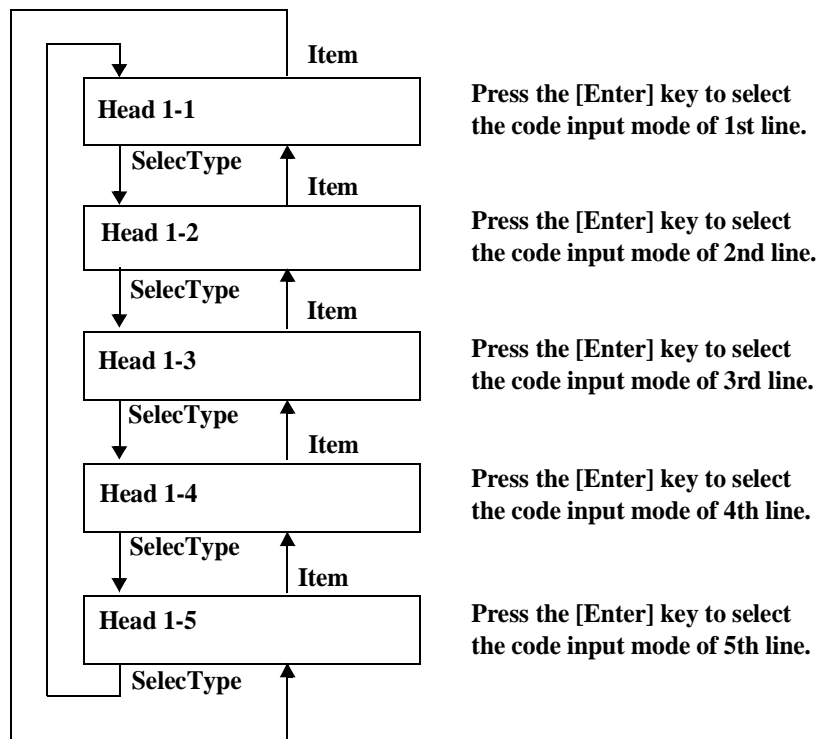 Item
Head 1-1
Press the [Enter] key to select
the code input mode of 1st line.
SelecType
Item
Head 1-2
Press the [Enter] key to select
the code input mode of 2nd line.
SelecType
Item
Head 1-3
Press the [Enter] key to select
the code input mode of 3rd line.
SelecType
Item
Head 1-4
Press the [Enter] key to select
the code input mode of 4th line.
SelecType
Item
Head 1-5
Press the [Enter] key to select
the code input mode of 5th line.
SelecType